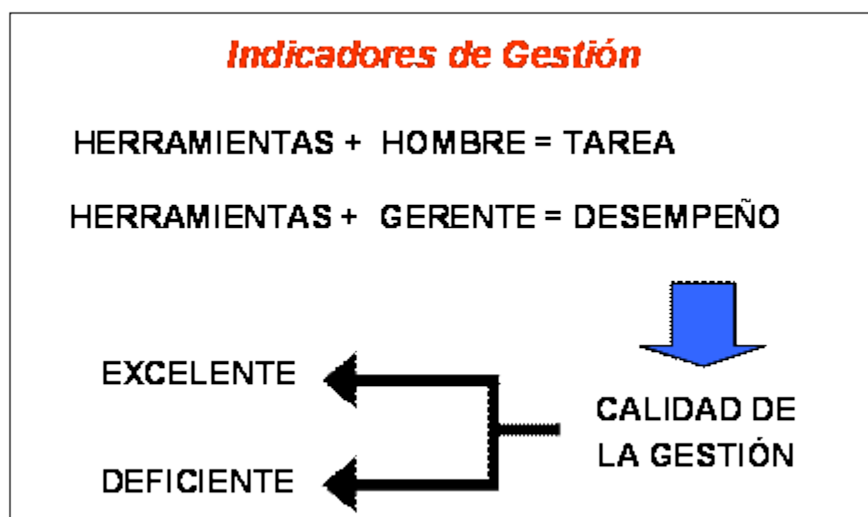 Indicadores de Gestión
HERRAMIENTAS + HOMBRE = TAREA
HERRAMIENTAS + GERENTE = DESEMPEÑO
EXCELENTE
CALIDAD DE
LA GESTIÓN
DEFICIENTE